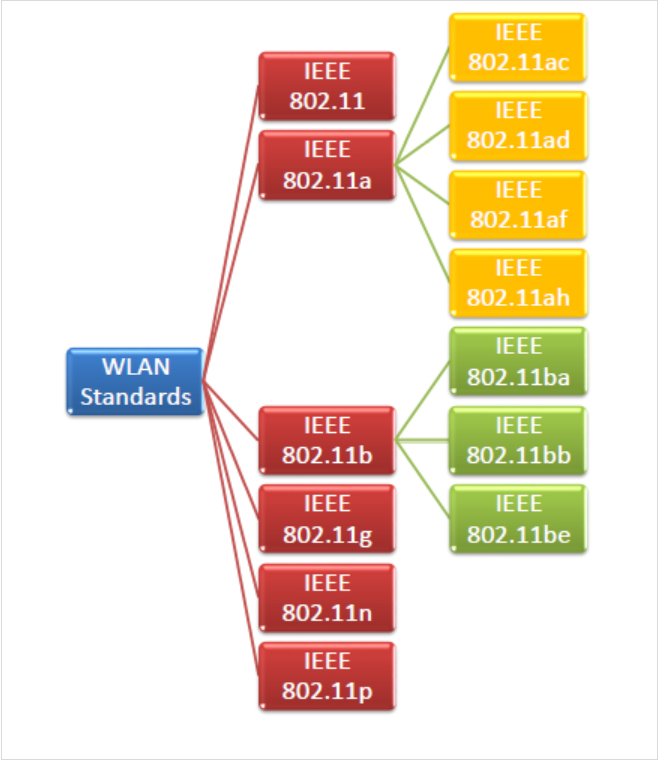 WLAN
Standards
IEEE
802.11
IEEE
802.11a
IEEE
802.11ac
IEEE
802.11ad
IEEE
802.11af
IEEE
802.11ah
IEEE
802.11b
IEEE
802.11ba
IEEE
802.11bb
IEEE
802.11be
IEEE
802.11g
IEEE
802.11n
IEEE
802.11p